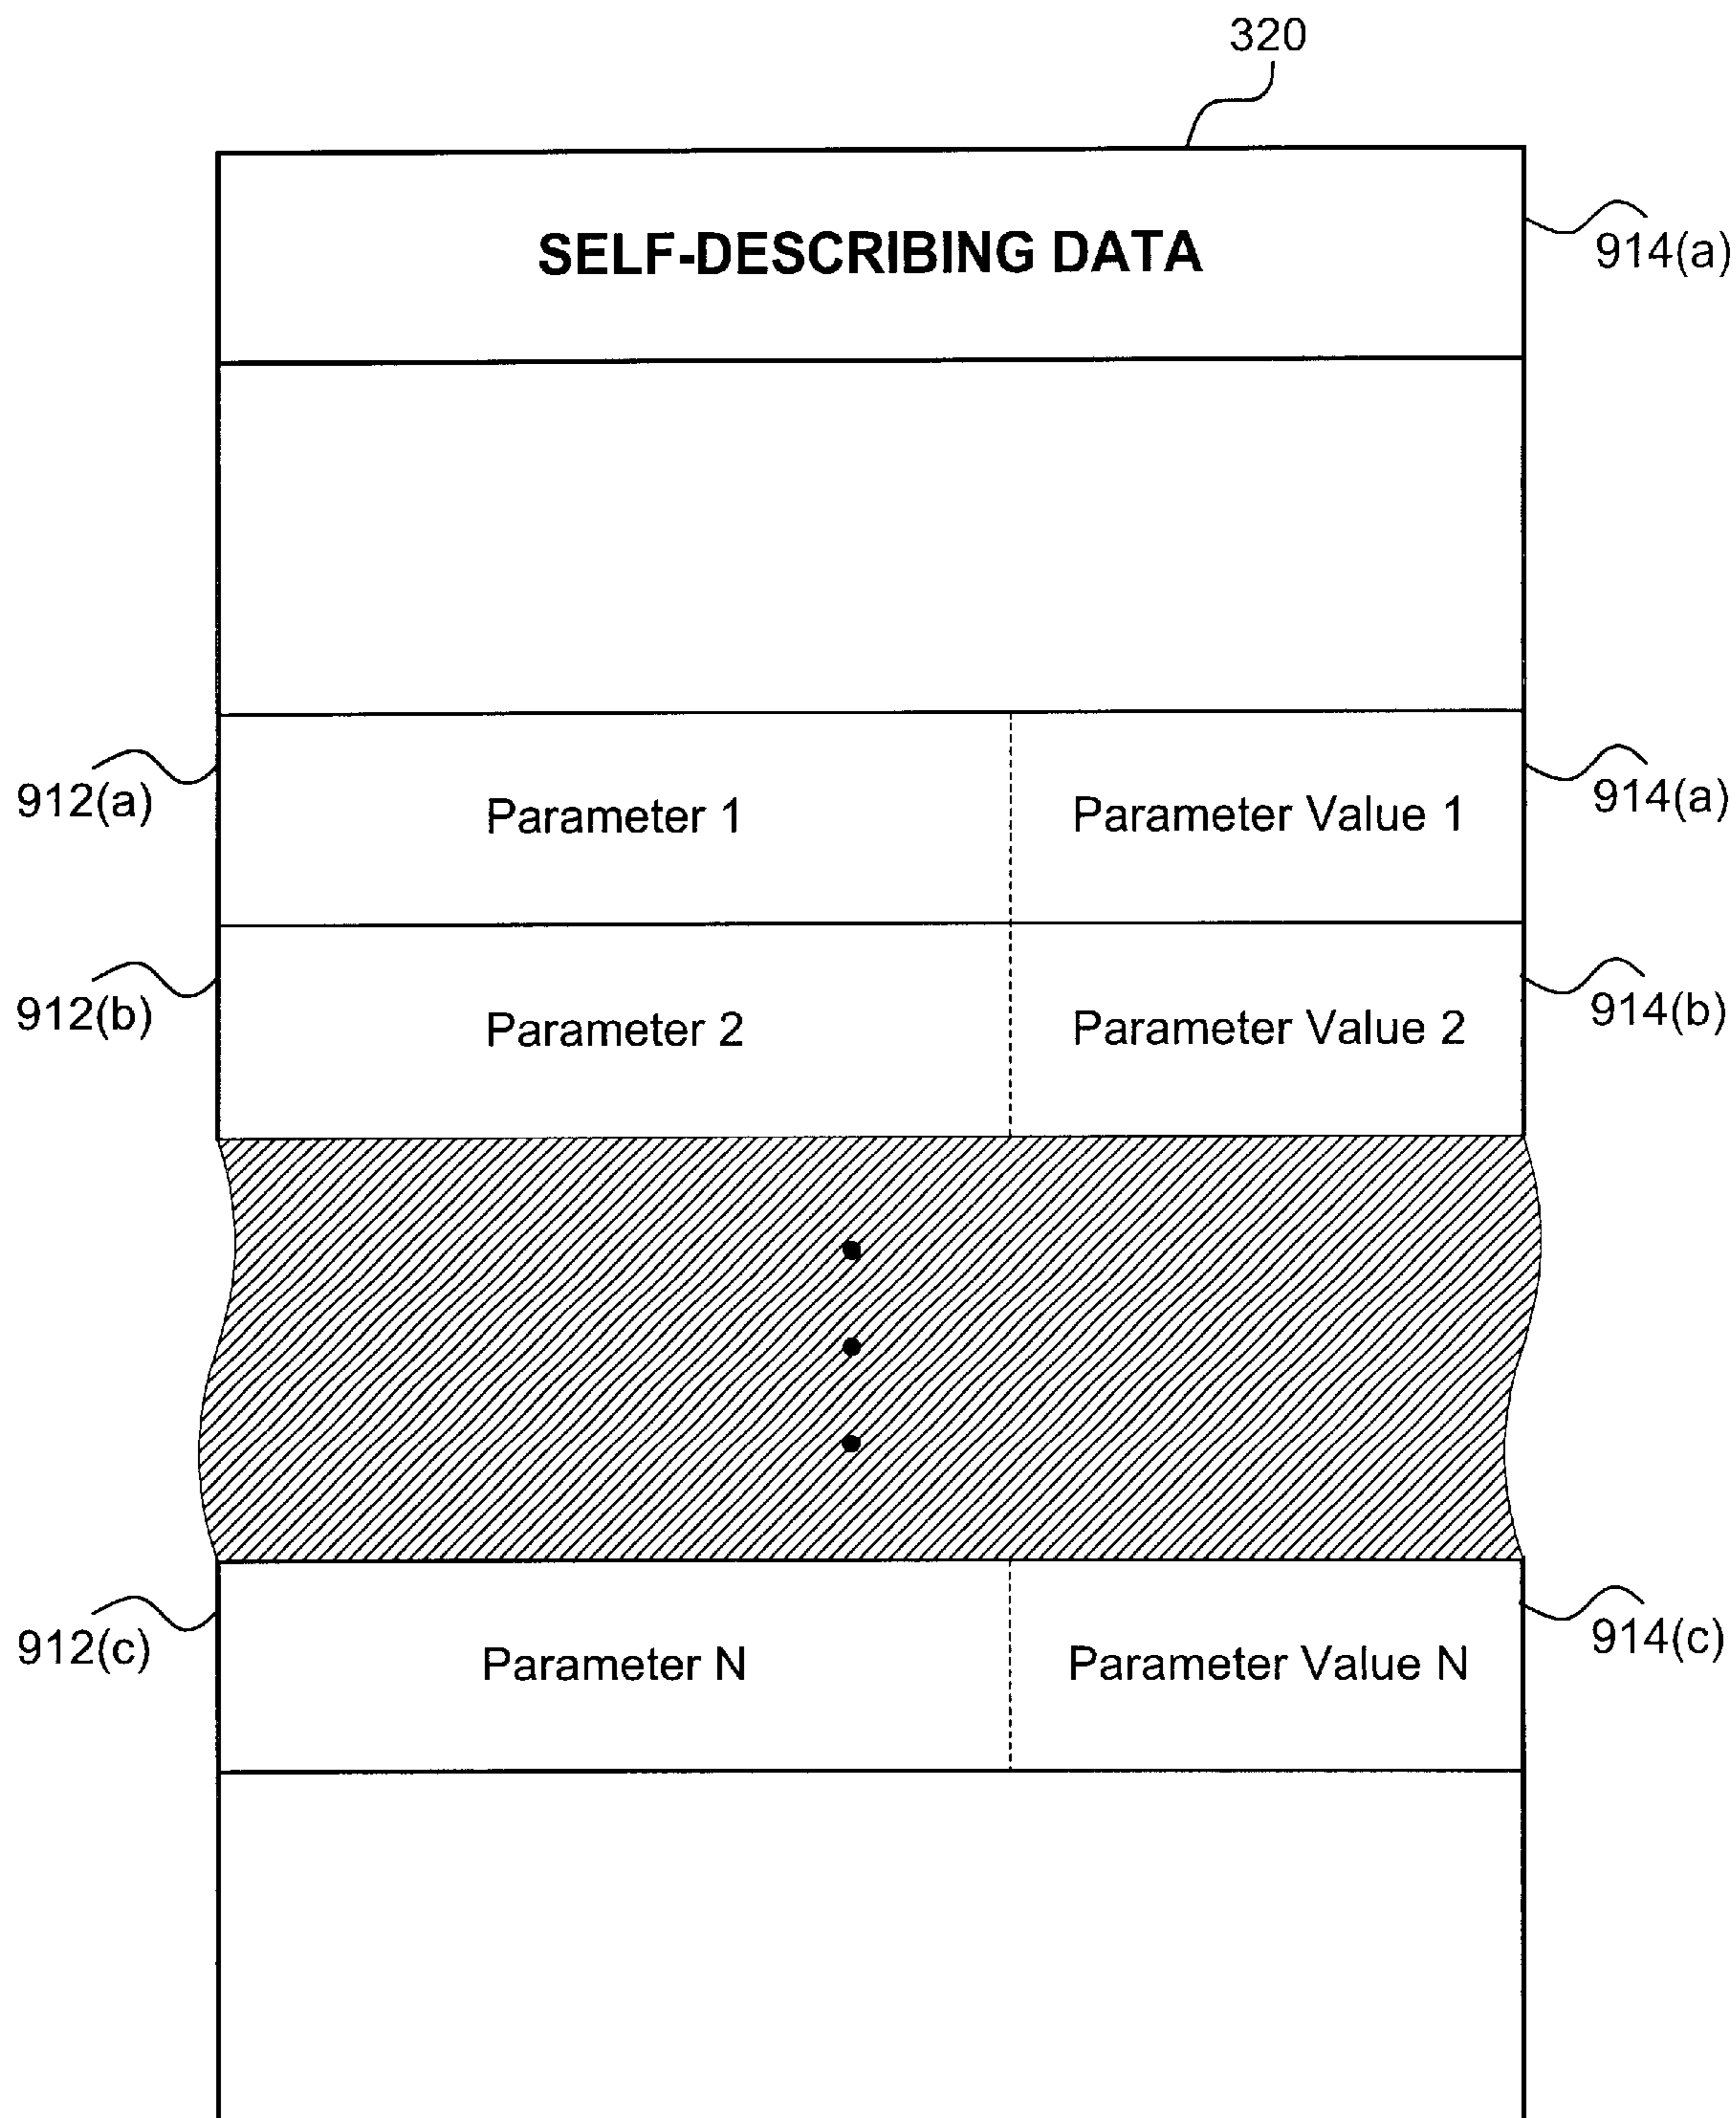 320
SELF-DESCRIBING DATA
914(a)
912(a)
Parameter 1
Parameter Value 1
914(a)
912(b)
Parameter 2
Parameter Value 2
914(b)
912(c)
Parameter N
Parameter Value N
914(c)